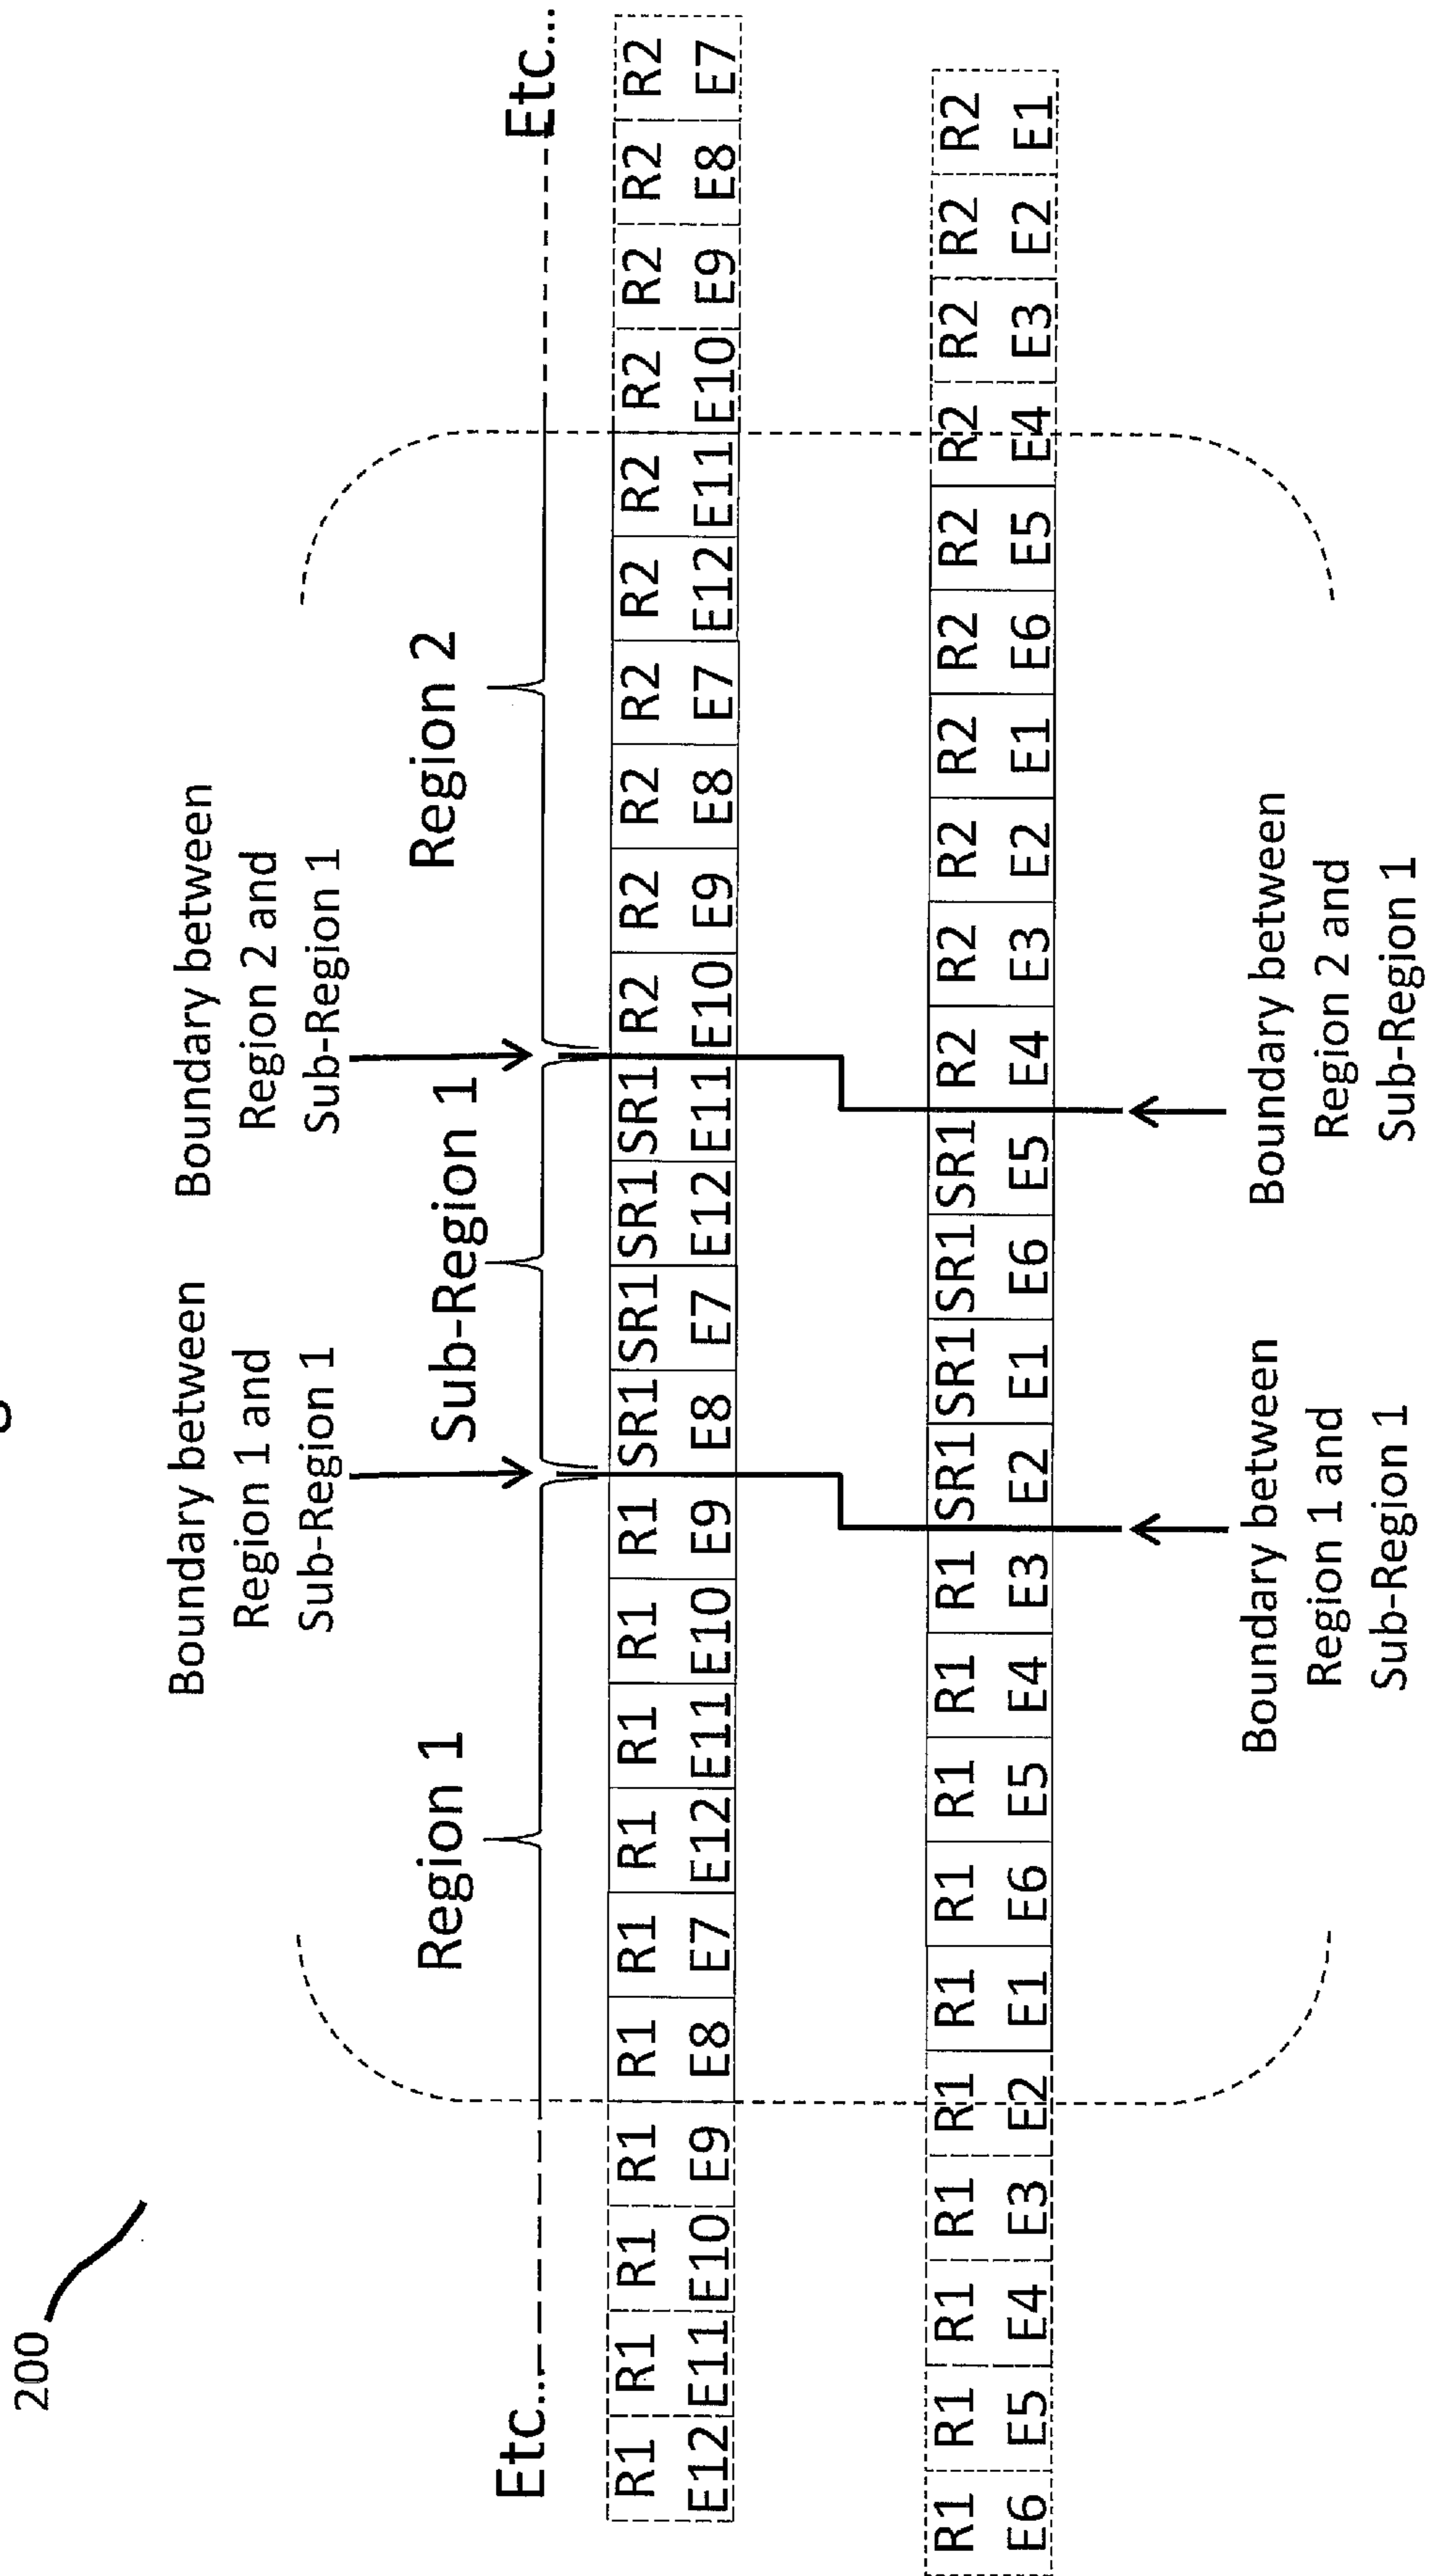 200
Boundary between
Region 1 and
Sub-Region 1
Boundary between
Region 2 and
Sub-Region 1
Region 1
Sub-Region 1
Region 2
Etc...
Etc...
R1 R1 R1 R1 R1 R1 R1 R1 R1 R1 SR1 SR1 SR1 SR1 R2 R2 R2 R2 R2 R2 R2 R2 R2 R2
E12 E11 E10 E9 E8 E7 E12 E11 E10 E9 E8 E7 E12 E11 E10 E9 E8 E7 E12 E11 E10 E9 E8 E7
R1 R1 R1 R1 R1 R1 R1 R1 R1 R1 SR1 SR1 SR1 SR1 R2 R2 R2 R2 R2 R2 R2 R2 R2 R2
E6 E5 E4 E3 E2 E1 E6 E5 E4 E3 E2 E1 E6 E5 E4 E3 E2 E1 E6 E5 E4 E3 E2 E1
Boundary between
Region 1 and
Sub-Region 1
Boundary between
Region 2 and
Sub-Region 1